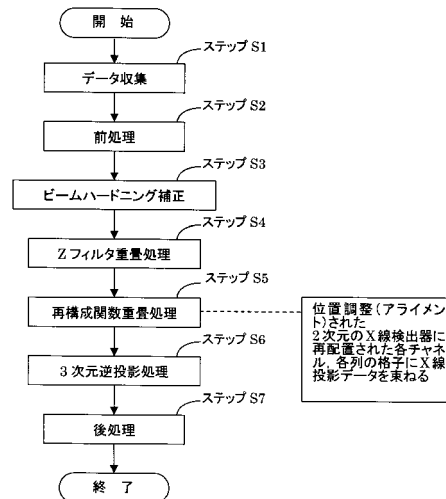 開 始
ステップ S1
データ収集
ステップ S2
前処理
ステップ S3
ビームハードニング補正
ステップ S4
Zフィルタ重畳処理
ステップ S5
再構成関数重畳処理
位置調整(アライメン
ト)された
2次元のX線検出器に
再配置された各チャネ
ル, 各列の格子にX線
投影データを束ねる
ステップ S6
3次元逆投影処理
ステップ S7
後処理
終 了